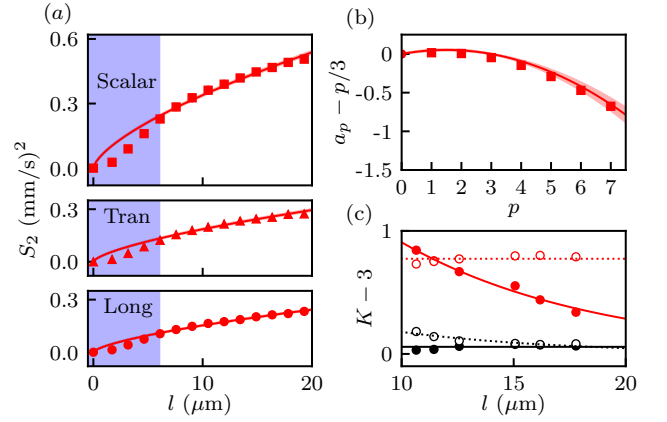 (a)
0.6
Scalar
0.3
0.0
0.3
Tran
0.0
0.3
Long
0.0
0
10
20
S₂ (mm/s)²
l (μm)
(b)
0
-0.5
-1
-1.5
0 1 2 3 4 5 6 7
aₚ − p/3
p
(c)
1
0
10
15
20
K − 3
l (μm)